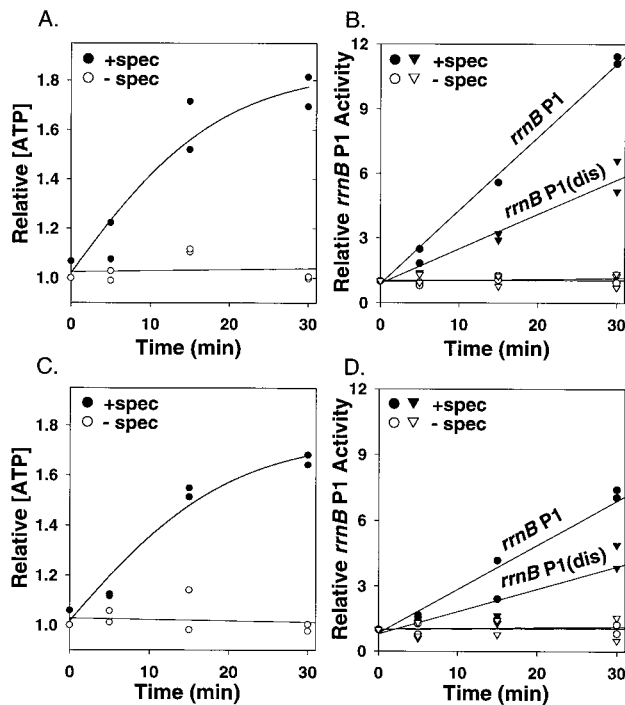 A.
+spec
- spec
Relative [ATP]
1.8
1.6
1.4
1.2
1.0
0
10
20
30
Time (min)
B.
+spec
- spec
Relative rrnB P1 Activity
12
9
6
3
0
rrnB P1
rrnB P1(dis)
0
10
20
30
Time (min)
C.
+spec
- spec
Relative [ATP]
1.8
1.6
1.4
1.2
1.0
0
10
20
30
Time (min)
D.
+spec
- spec
Relative rrnB P1 Activity
12
9
6
3
0
rrnB P1
rrnB P1(dis)
0
10
20
30
Time (min)